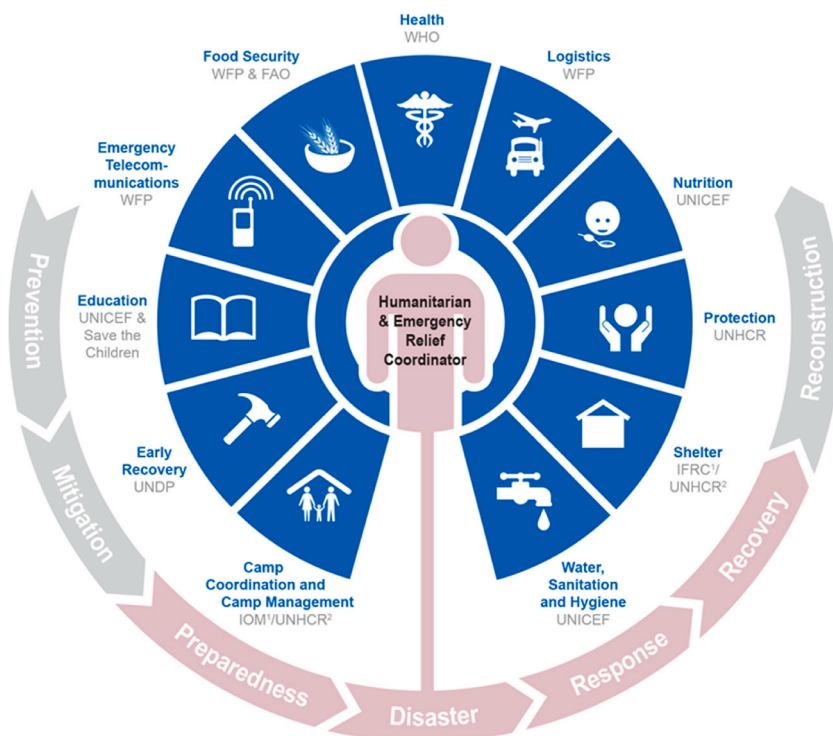 Health
WHO
Food Security
WFP & FAO
Logistics
WFP
Emergency
Telecom-
munications
WFP
Nutrition
UNICEF
Education
UNICEF &
Save the
Children
Humanitarian
& Emergency
Relief
Coordinator
Protection
UNHCR
Early
Recovery
UNDP
Shelter
IFRC¹/
UNHCR²
Camp
Coordination and
Camp Management
IOM¹/UNHCR²
Water,
Sanitation
and Hygiene
UNICEF
Prevention
Mitigation
Preparedness
Disaster
Response
Recovery
Reconstruction